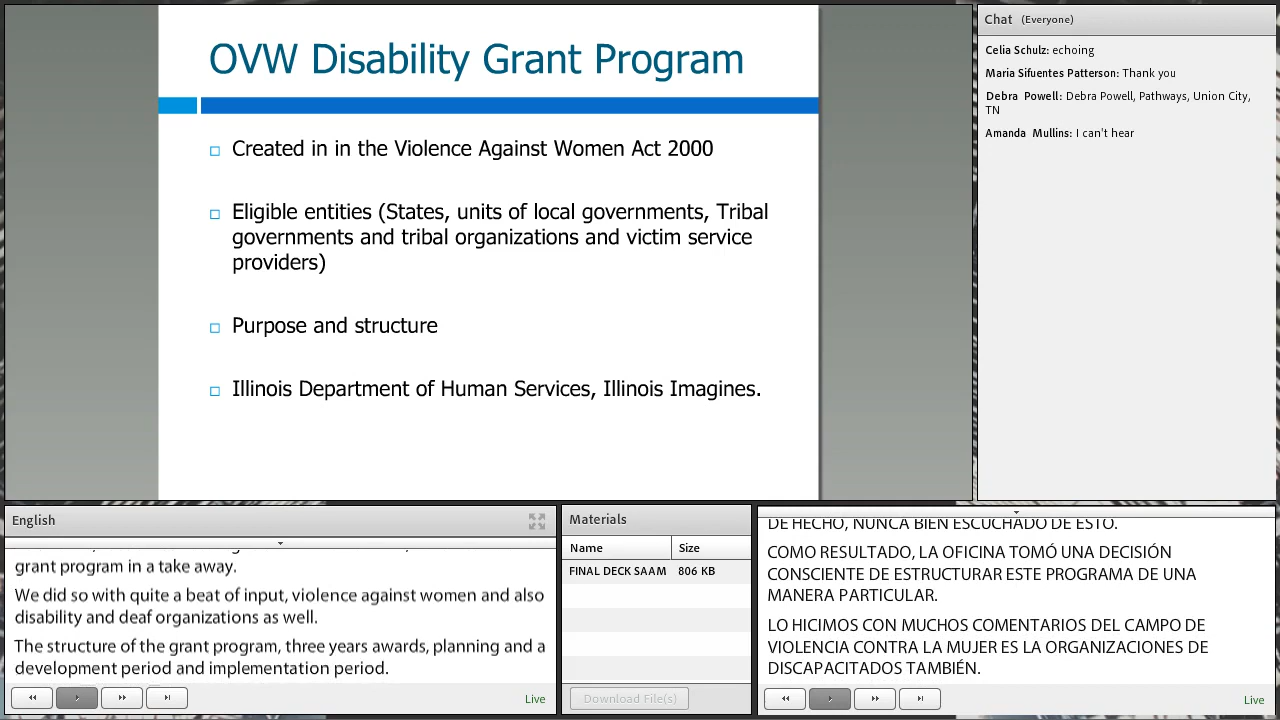 OVW Disability Grant Program
Created in in the Violence Against Women Act 2000
Eligible entities (States, units of local governments, Tribal
governments and tribal organizations and victim service
providers)
Purpose and structure
Illinois Department of Human Services, Illinois Imagines.
Chat (Everyone)
Celia Schulz: echoing
Maria Sifuentes Patterson: Thank you
Debra Powell: Debra Powell, Pathways, Union City,
TN
Amanda Mullins: I can't hear
English
grant program in a take away.
We did so with quite a beat of input, violence against women and also
disability and deaf organizations as well.
The structure of the grant program, three years awards, planning and a
development period and implementation period.
Live
Materials
Name Size
FINAL DECK SAAM 806 KB
Download File(s)
DE HECHO, NUNCA BIEN ESCUCHADO DE ESTO.
COMO RESULTADO, LA OFICINA TOMÓ UNA DECISIÓN
CONSCIENTE DE ESTRUCTURAR ESTE PROGRAMA DE UNA
MANERA PARTICULAR.
LO HICIMOS CON MUCHOS COMENTARIOS DEL CAMPO DE
VIOLENCIA CONTRA LA MUJER ES LA ORGANIZACIONES DE
DISCAPACITADOS TAMBIÉN.
Live